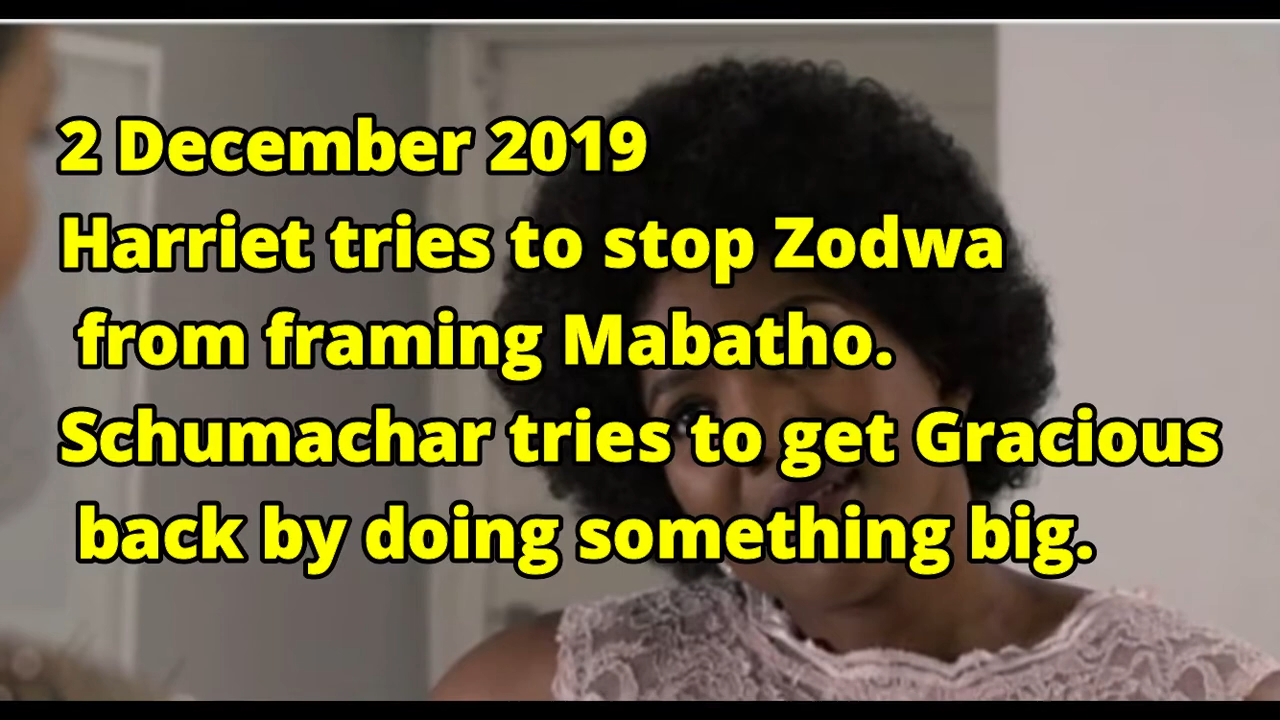 2 December 2019
Harriet tries to stop Zodwa
from framing Mabatho.
Schumachar tries to get Gracious
back by doing something big.